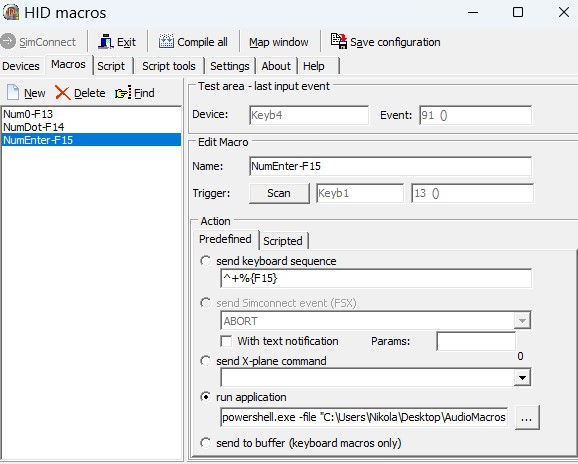 HID macros
SimConnect Exit Compile all Map window Save configuration
Devices Macros Script Script tools Settings About Help
New Delete Find
Num0-F13
NumDot-F14
NumEnter-F15
Test area - last input event
Device: Keyb4 Event: 91 ()
Edit Macro
Name: NumEnter-F15
Trigger: Scan Keyb1 13 ()
Action
Predefined Scripted
send keyboard sequence
^+%{F15}
send Simconnect event (FSX)
ABORT
With text notification Params:
0
send X-plane command
run application
powershell.exe -file "C:\Users\Nikola\Desktop\AudioMacros ...
send to buffer (keyboard macros only)